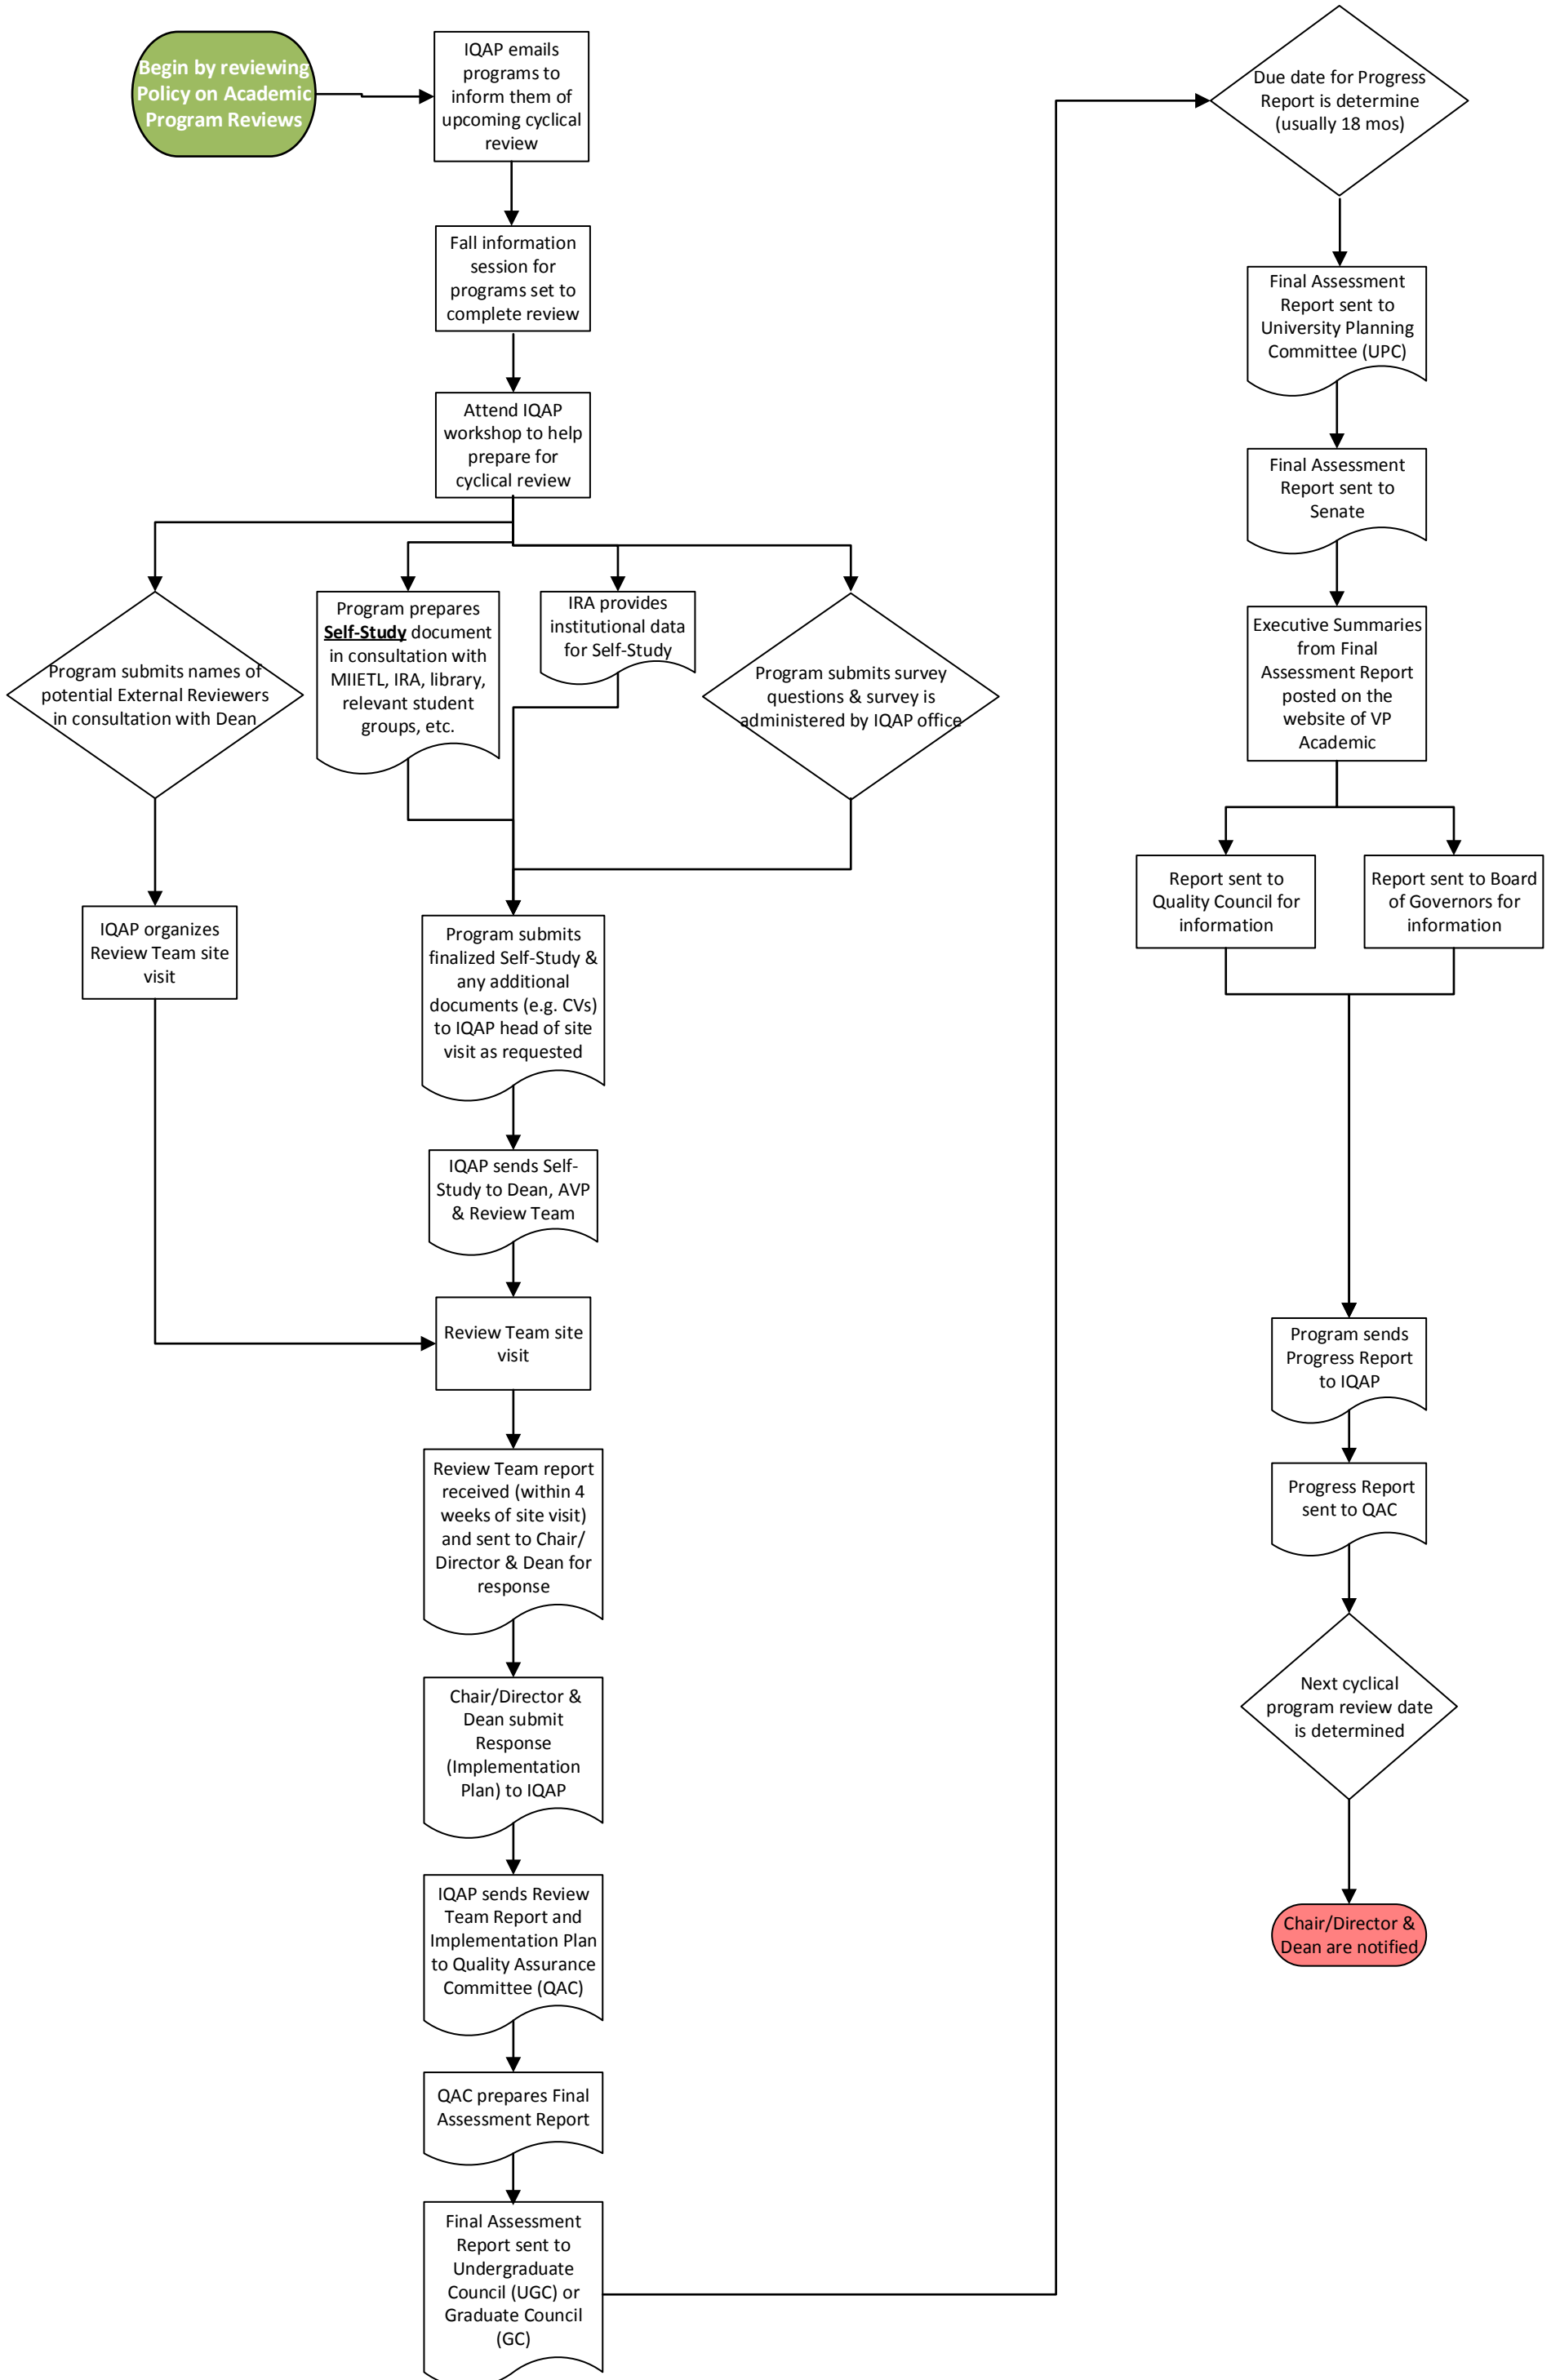 Begin by reviewing
Policy on Academic
Program Reviews
IQAP emails
programs to
inform them of
upcoming cyclical
review
Fall information
session for
programs set to
complete review
Attend IQAP
workshop to help
prepare for
cyclical review
Program submits names of
potential External Reviewers
in consultation with Dean
Program prepares
Self-Study document
in consultation with
MIIETL, IRA, library,
relevant student
groups, etc.
IRA provides
institutional data
for Self-Study
Program submits survey
questions & survey is
administered by IQAP office
IQAP organizes
Review Team site
visit
Program submits
finalized Self-Study &
any additional
documents (e.g. CVs)
to IQAP head of site
visit as requested
IQAP sends Self-
Study to Dean, AVP
& Review Team
Review Team site
visit
Review Team report
received (within 4
weeks of site visit)
and sent to Chair/
Director & Dean for
response
Chair/Director &
Dean submit
Response
(Implementation
Plan) to IQAP
IQAP sends Review
Team Report and
Implementation Plan
to Quality Assurance
Committee (QAC)
QAC prepares Final
Assessment Report
Final Assessment
Report sent to
Undergraduate
Council (UGC) or
Graduate Council
(GC)
Due date for Progress
Report is determine
(usually 18 mos)
Final Assessment
Report sent to
University Planning
Committee (UPC)
Final Assessment
Report sent to
Senate
Executive Summaries
from Final
Assessment Report
posted on the
website of VP
Academic
Report sent to
Quality Council for
information
Report sent to Board
of Governors for
information
Program sends
Progress Report
to IQAP
Progress Report
sent to QAC
Next cyclical
program review date
is determined
Chair/Director &
Dean are notified